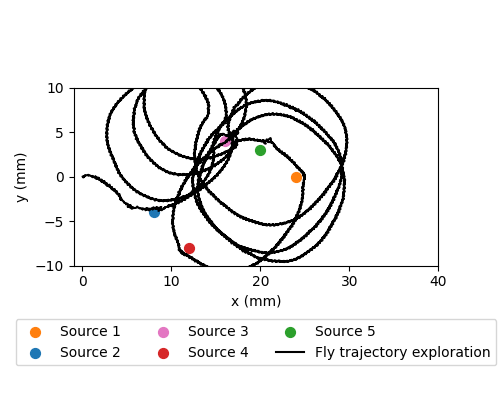 10
5
0
−5
−10
y (mm)
0 10 20 30 40
x (mm)
Source 1 Source 3 Source 5
Source 2 Source 4 Fly trajectory exploration